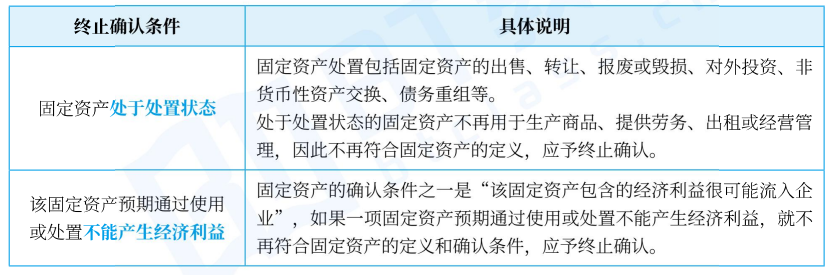 终止确认条件
具体说明
固定资产处于处置状态
固定资产处置包括固定资产的出售、转让、报废或毁损、对外投资、非
货币性资产交换、债务重组等。
处于处置状态的固定资产不再用于生产商品、提供劳务、出租或经营管
理，因此不再符合固定资产的定义，应予终止确认。
该固定资产预期通过使用
或处置不能产生经济利益
固定资产的确认条件之一是“该固定资产包含的经济利益很可能流入企
业”，如果一项固定资产预期通过使用或处置不能产生经济利益，就不
再符合固定资产的定义和确认条件，应予终止确认。